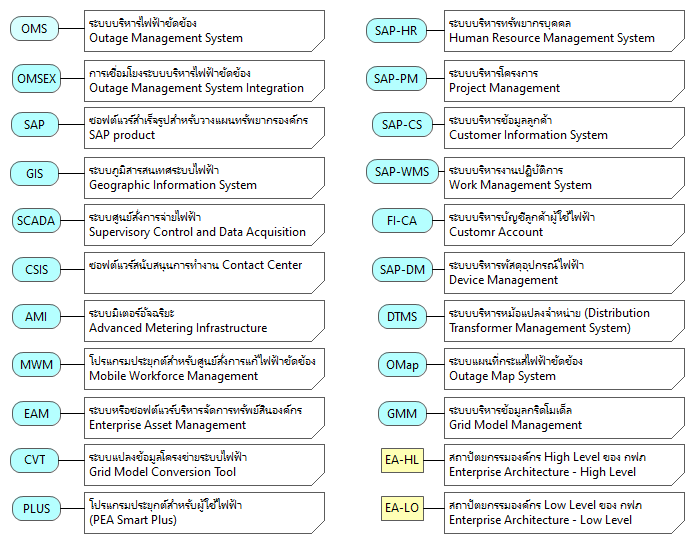 OMS
ระบบบริหารไฟฟ้าขัดข้อง
Outage Management System
OMSEX
การเชื่อมโยงระบบบริหารไฟฟ้าขัดข้อง
Outage Management System Integration
SAP
ซอฟต์แวร์สำเร็จรูปสำหรับวางแผนทรัพยากรองค์กร
SAP product
GIS
ระบบภูมิสารสนเทศระบบไฟฟ้า
Geographic Information System
SCADA
ระบบศูนย์สั่งการจ่ายไฟฟ้า
Supervisory Control and Data Acquisition
CSIS
ซอฟต์แวร์สนับสนุนการทำงาน Contact Center
AMI
ระบบมิเตอร์อัจฉริยะ
Advanced Metering Infrastructure
MWM
โปรแกรมประยุกต์สำหรับศูนย์สั่งการแก้ไฟฟ้าขัดข้อง
Mobile Workforce Management
EAM
ระบบหรือซอฟต์แวร์บริหารจัดการทรัพย์สินองค์กร
Enterprise Asset Management
CVT
ระบบแปลงข้อมูลโครงข่ายระบบไฟฟ้า
Grid Model Conversion Tool
PLUS
โปรแกรมประยุกต์สำหรับผู้ใช้ไฟฟ้า
(PEA Smart Plus)
SAP-HR
ระบบบริหารทรัพยากรบุคคล
Human Resource Management System
SAP-PM
ระบบบริหารโครงการ
Project Management
SAP-CS
ระบบบริหารข้อมูลลูกค้า
Customer Information System
SAP-WMS
ระบบบริหารงานปฏิบัติการ
Work Management System
FI-CA
ระบบบริหารบัญชีลูกค้าผู้ใช้ไฟฟ้า
Customr Account
SAP-DM
ระบบบริหารพัสดุอุปกรณ์ไฟฟ้า
Device Management
DTMS
ระบบบริหารหม้อแปลงจำหน่าย (Distribution
Transformer Management System)
OMap
ระบบแผนที่กระแสไฟฟ้าขัดข้อง
Outage Map System
GMM
ระบบบริหารข้อมูลกริดโมเด็ล
Grid Model Management
EA-HL
สถาปัตยกรรมองค์กร High Level ของ กฟภ
Enterprise Architecture - High Level
EA-LO
สถาปัตยกรรมองค์กร Low Level ของ กฟภ
Enterprise Architecture - Low Level